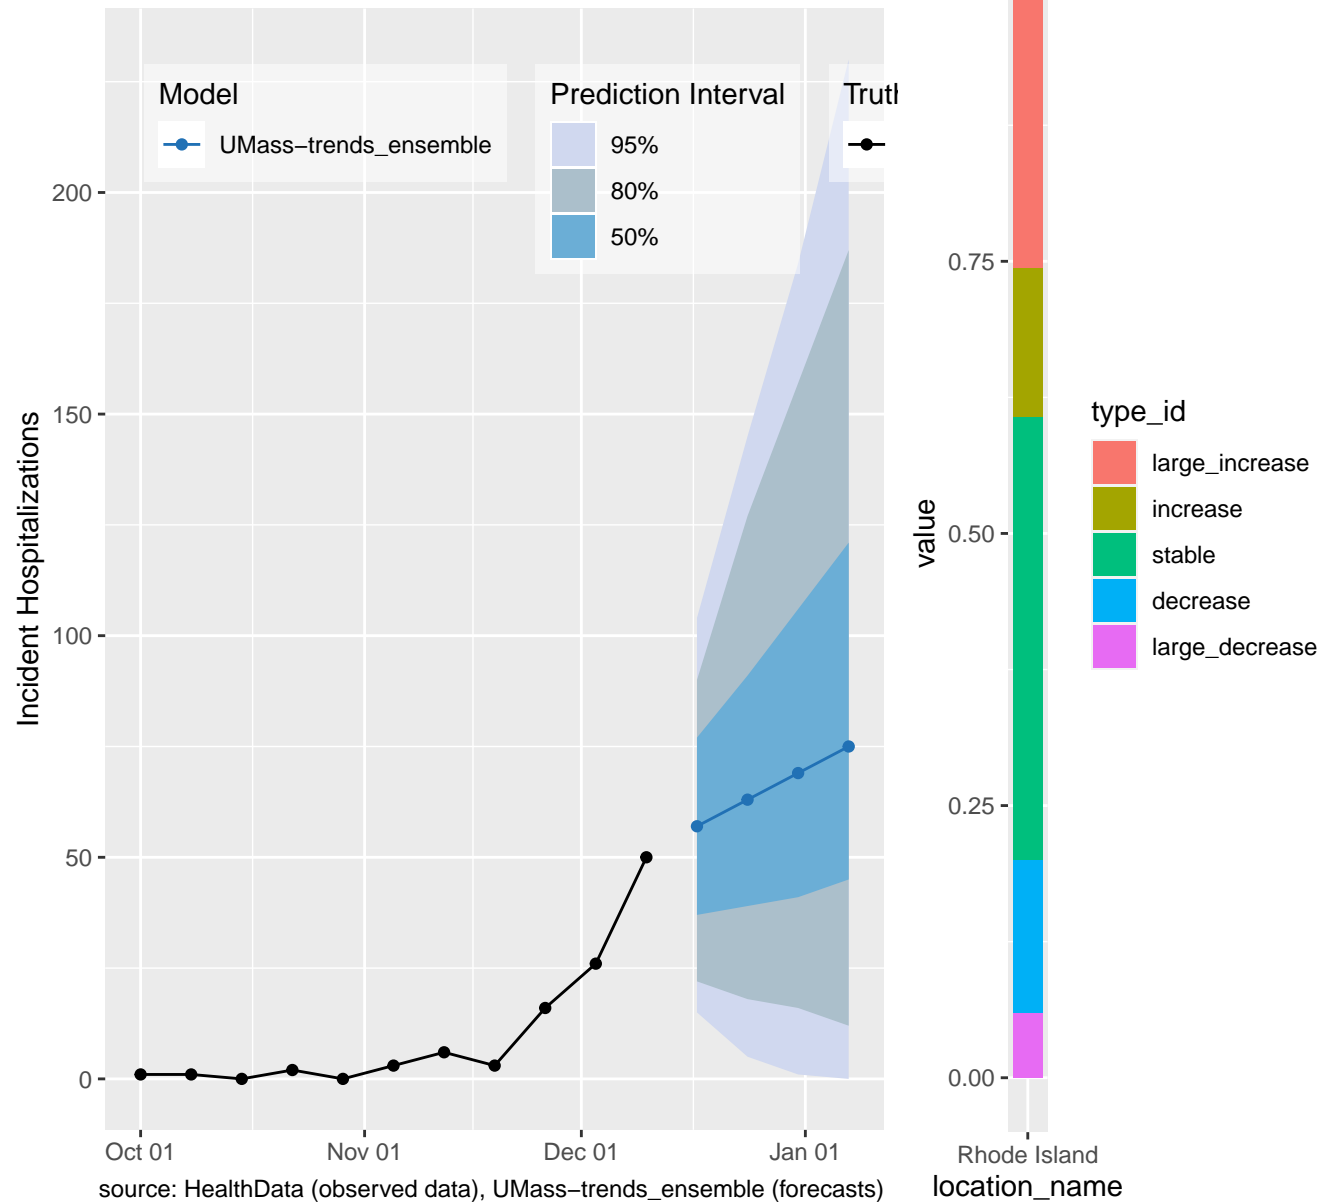 Model
UMass−trends_ensemble
Prediction Interval
95%
80%
50%
Truth
200
150
100
50
0
Incident Hospitalizations
Oct 01
Nov 01
Dec 01
Jan 01
source: HealthData (observed data), UMass−trends_ensemble (forecasts)
0.75
0.50
0.25
0.00
value
Rhode Island
location_name
type_id
large_increase
increase
stable
decrease
large_decrease